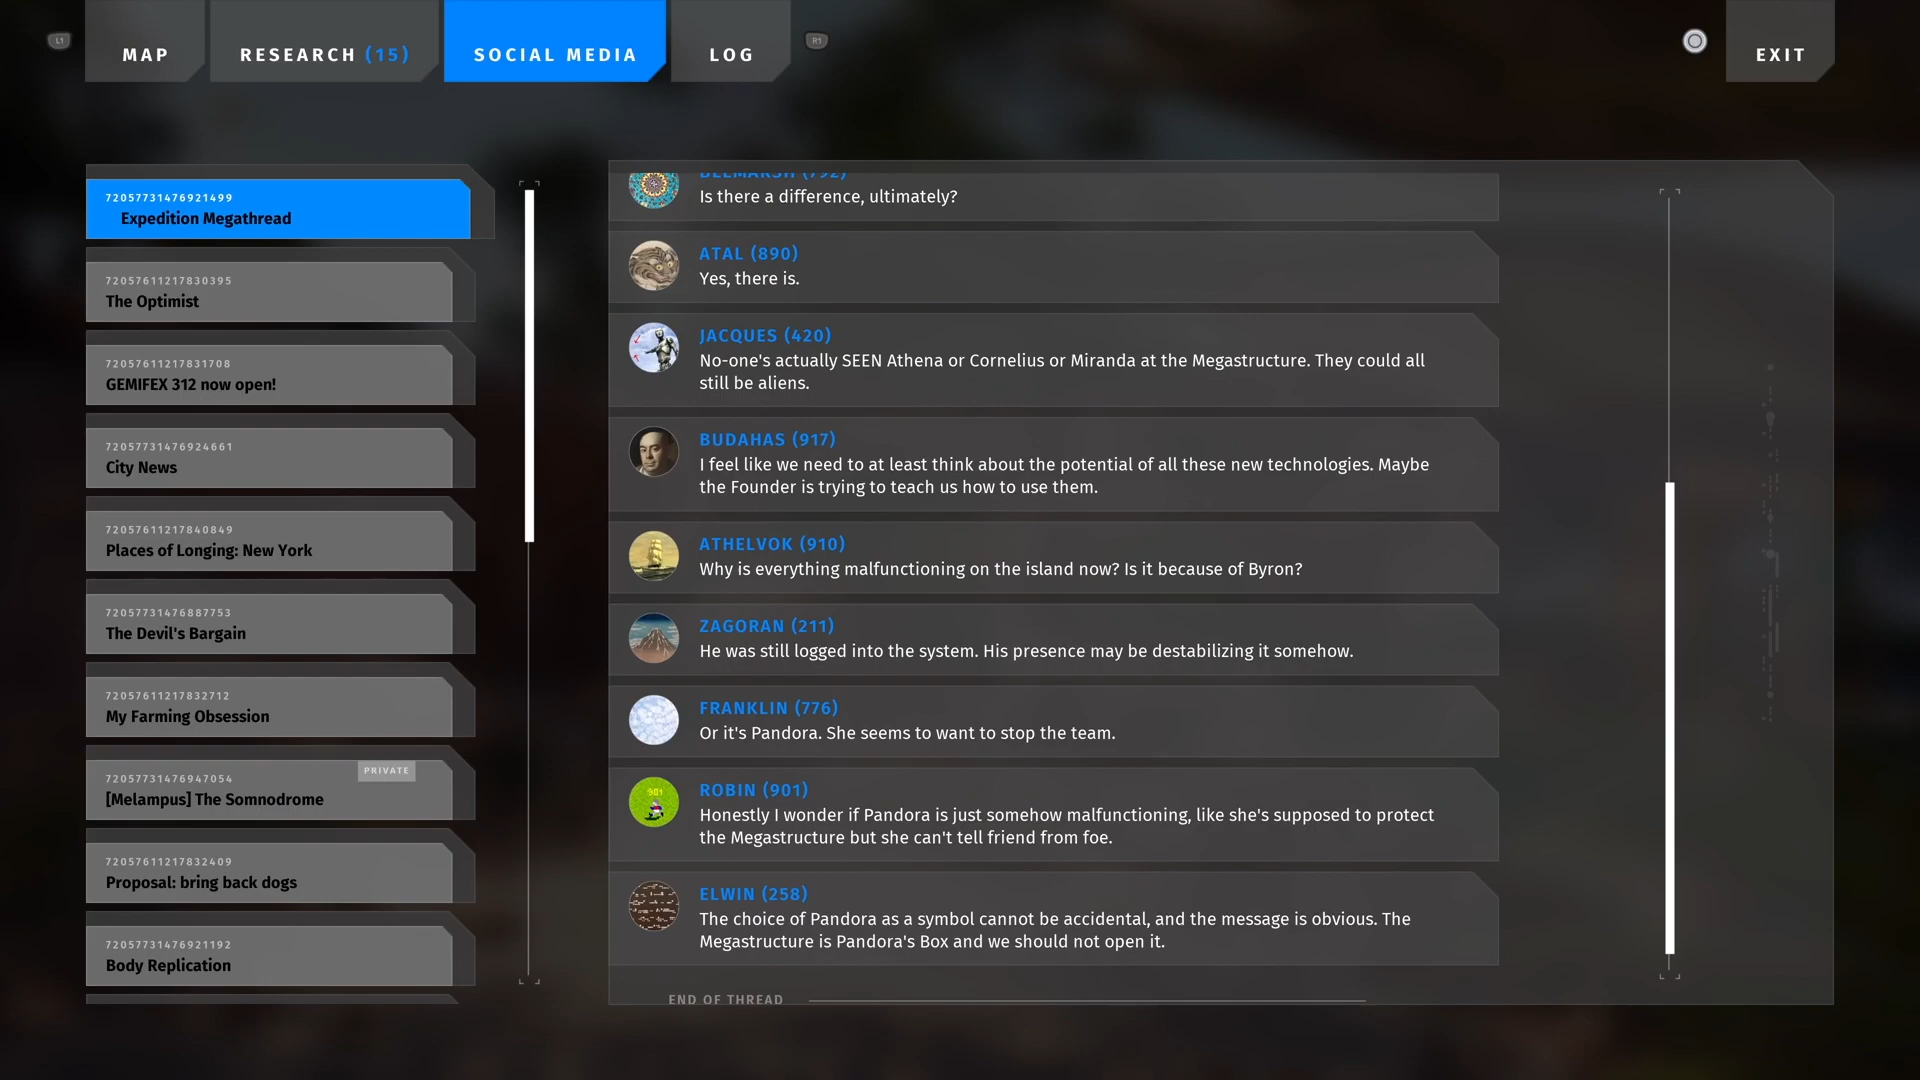 L1
MAP
RESEARCH (15)
SOCIAL MEDIA
LOG
R1
EXIT
72057731476921499
Expedition Megathread
72057611217830395
The Optimist
72057611217831708
GEMIFEX 312 now open!
72057731476924661
City News
72057611217840849
Places of Longing: New York
72057731476887753
The Devil's Bargain
72057611217832712
My Farming Obsession
PRIVATE
72057731476947054
[Melampus] The Somnodrome
72057611217832409
Proposal: bring back dogs
72057731476921192
Body Replication
BELMARSH (792)
Is there a difference, ultimately?
ATAL (890)
Yes, there is.
JACQUES (420)
No-one's actually SEEN Athena or Cornelius or Miranda at the Megastructure. They could all
still be aliens.
BUDAHAS (917)
I feel like we need to at least think about the potential of all these new technologies. Maybe
the Founder is trying to teach us how to use them.
ATHELVOK (910)
Why is everything malfunctioning on the island now? Is it because of Byron?
ZAGORAN (211)
He was still logged into the system. His presence may be destabilizing it somehow.
FRANKLIN (776)
Or it's Pandora. She seems to want to stop the team.
901
ROBIN (901)
Honestly I wonder if Pandora is just somehow malfunctioning, like she's supposed to protect
the Megastructure but she can't tell friend from foe.
ELWIN (258)
The choice of Pandora as a symbol cannot be accidental, and the message is obvious. The
Megastructure is Pandora's Box and we should not open it.
END OF THREAD